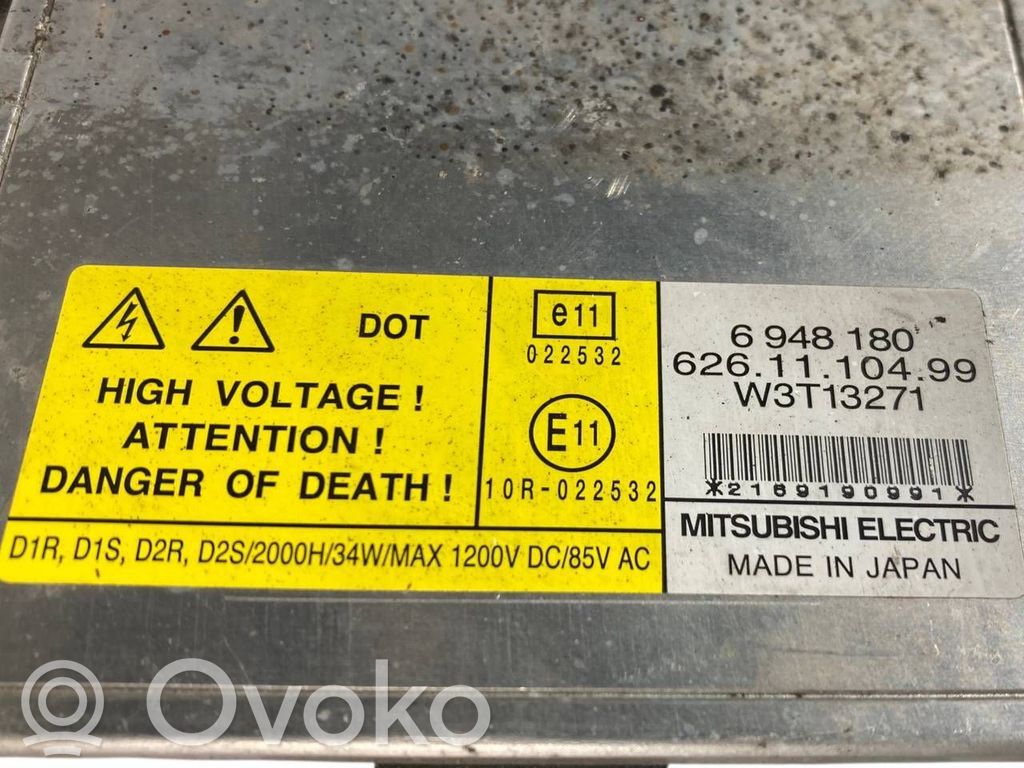 DOT
HIGH VOLTAGE !
ATTENTION !
DANGER OF DEATH !
e11
022532
E11
10R-022532
D1R, D1S, D2R, D2S/2000H/34W/MAX 1200V DC/85V AC
6 948 180
626.11.104.99
W3T13271
*2169190991*
MITSUBISHI ELECTRIC
MADE IN JAPAN
Ovoko